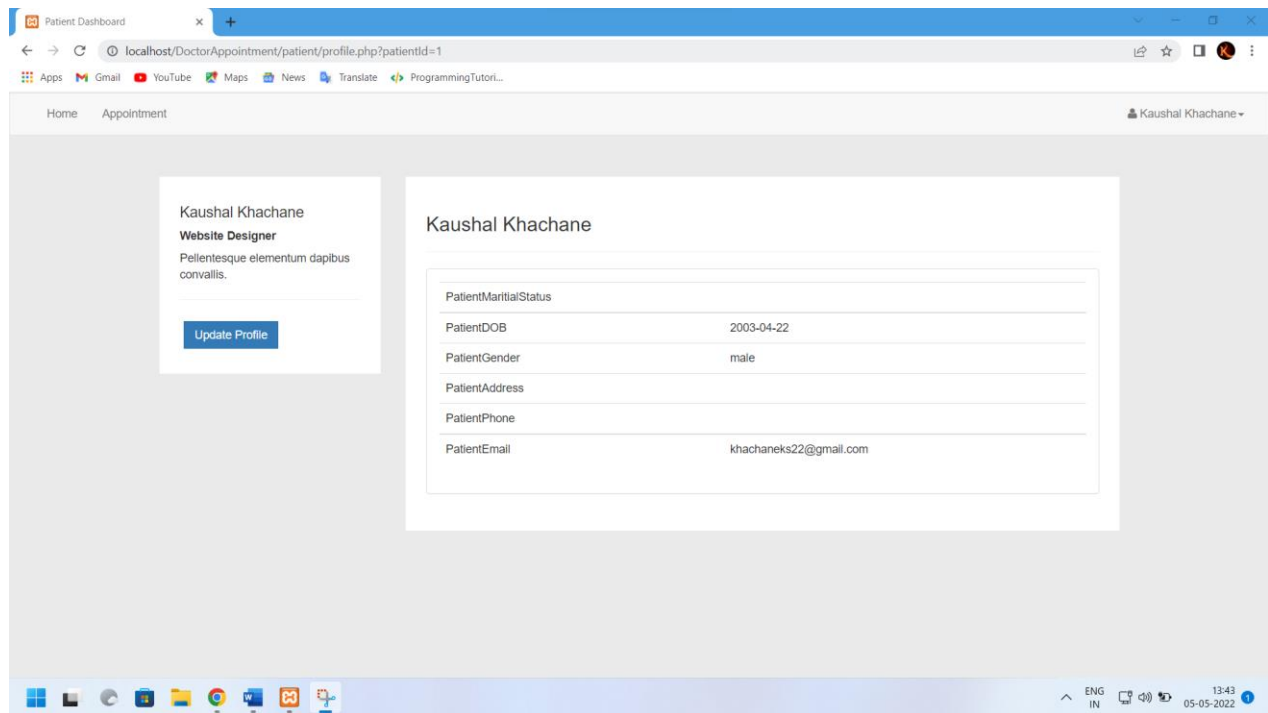 Patient Dashboard
localhost/DoctorAppointment/patient/profile.php?patientId=1
Apps Gmail YouTube Maps News Translate ProgrammingTutori...
Home Appointment Kaushal Khachane
Kaushal Khachane
Website Designer
Pellentesque elementum dapibus
convallis.
Update Profile
Kaushal Khachane
PatientMaritialStatus
PatientDOB 2003-04-22
PatientGender male
PatientAddress
PatientPhone
PatientEmail khachaneks22@gmail.com
ENG
IN
13:43
05-05-2022
1